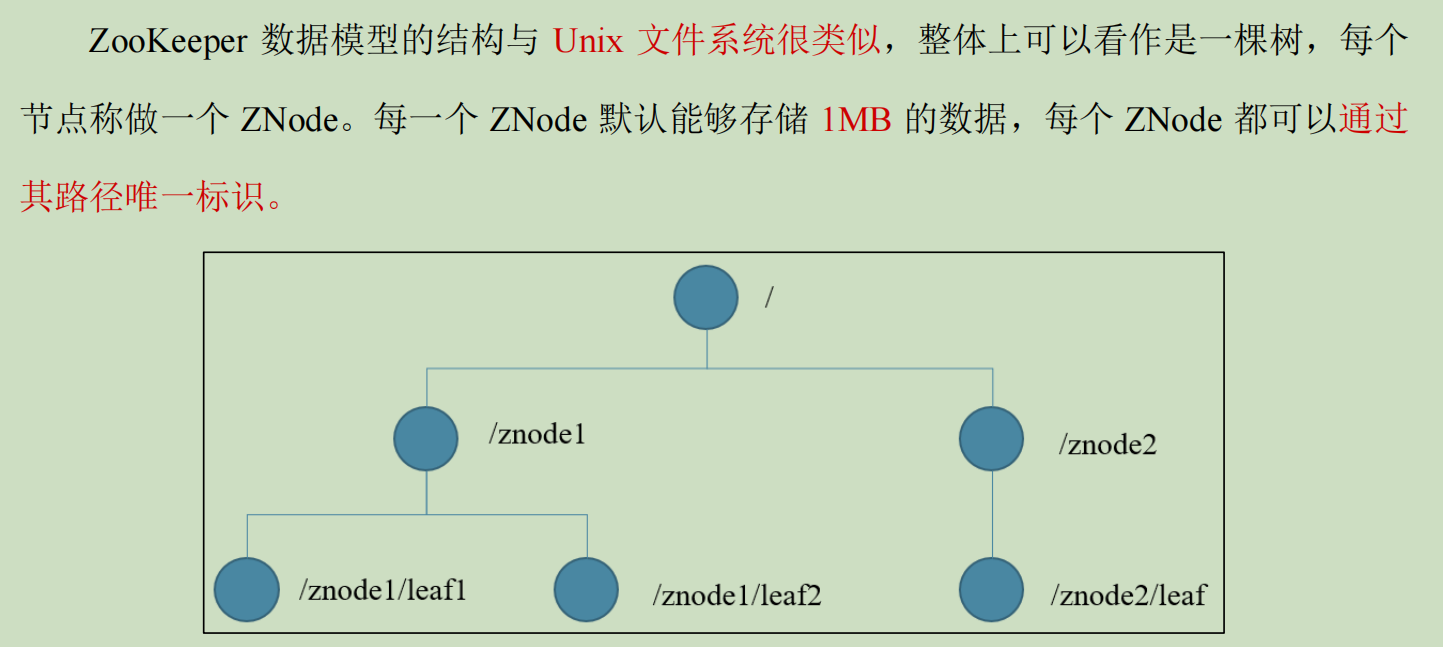 ZooKeeper 数据模型的结构与 Unix 文件系统很类似，整体上可以看作是一棵树，每个
节点称做一个 ZNode。每一个 ZNode 默认能够存储 1MB 的数据，每个 ZNode 都可以通过
其路径唯一标识。
/
/znode1
/znode2
/znode1/leaf1
/znode1/leaf2
/znode2/leaf